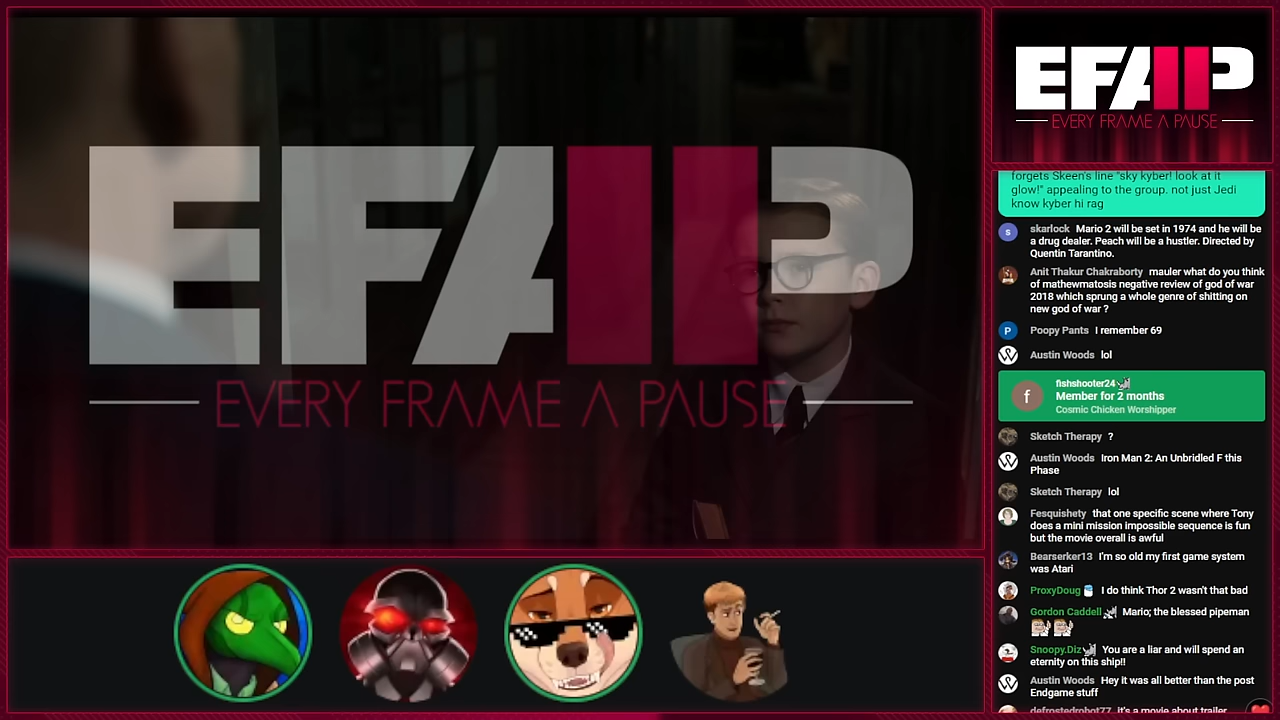 EFAP
EVERY FRAME A PAUSE
EFAP
EVERY FRAME A PAUSE
forgets Skeen's line "sky kyber! look at it
glow!" appealing to the group. not just Jedi
know kyber hi rag
s
skarlock Mario 2 will be set in 1974 and he will be
a drug dealer. Peach will be a hustler. Directed by
Quentin Tarantino.
Anit Thakur Chakraborty mauler what do you think
of mathewmatosis negative review of god of war
2018 which sprung a whole genre of shitting on
new god of war ?
P
Poopy Pants I remember 69
Austin Woods lol
f
fishshooter24
Member for 2 months
Cosmic Chicken Worshipper
Sketch Therapy ?
Austin Woods Iron Man 2: An Unbridled F this
Phase
Sketch Therapy lol
Fesquishety that one specific scene where Tony
does a mini mission impossible sequence is fun
but the movie overall is awful
Bearserker13 I'm so old my first game system
was Atari
ProxyDoug I do think Thor 2 wasn't that bad
Gordon Caddell Mario; the blessed pipeman
Snoopy.Diz You are a liar and will spend an
eternity on this ship!!
Austin Woods Hey it was all better than the post
Endgame stuff
defrostedrobot77 it's a movie about trailer